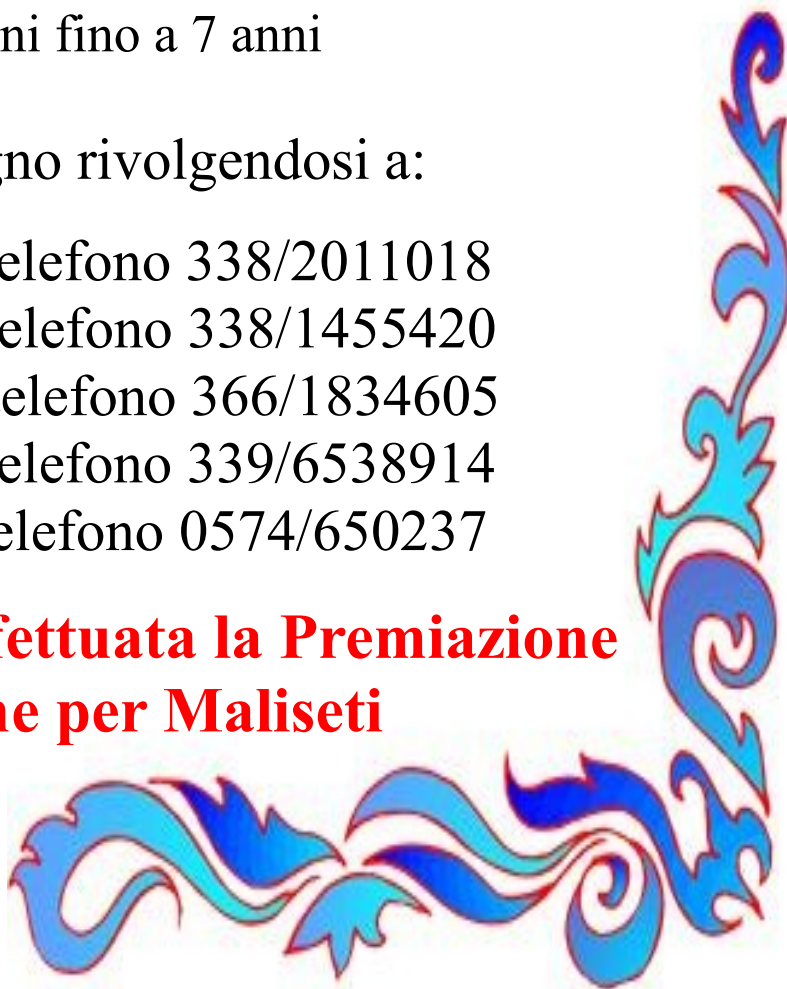 ni fino a 7 anni
gno rivolgendosi a:
elefono 338/2011018
elefono 338/1455420
elefono 366/1834605
elefono 339/6538914
elefono 0574/650237
fettuata la Premiazione
ne per Maliseti